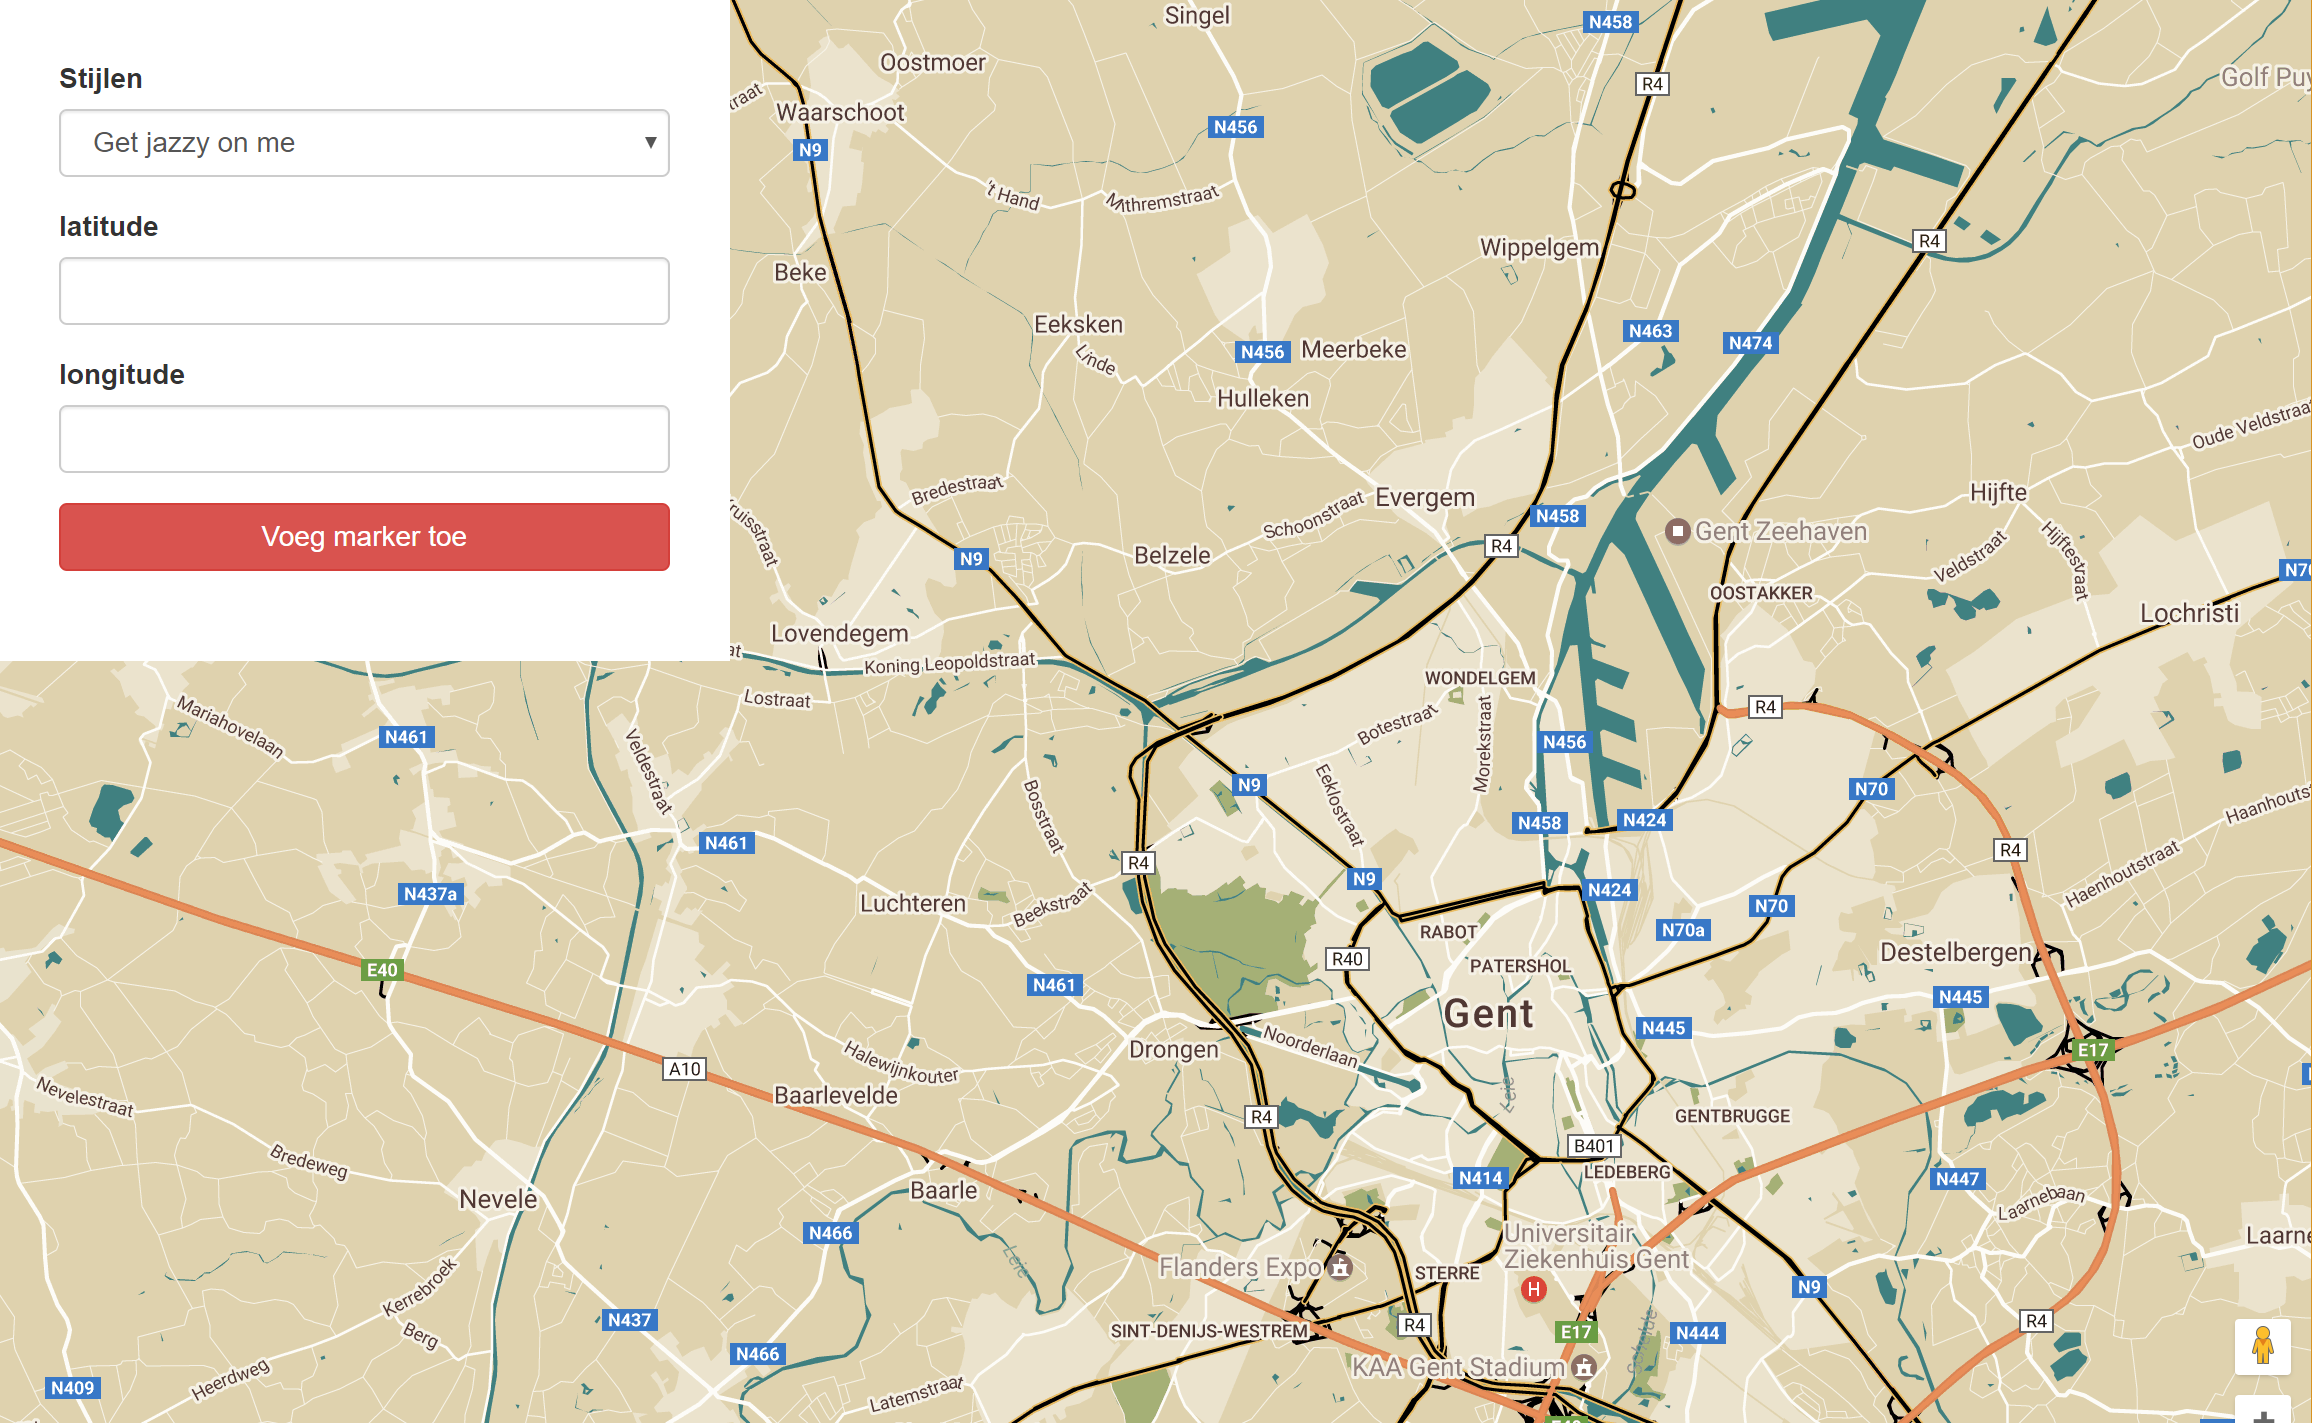 Stijlen
Get jazzy on me
latitude
longitude
Voeg marker toe
Singel
N458
Oostmoer
R4
Golf Puy
Waarschoot
N456
N9
't Hand
Mthremstraat
Wippelgem
R4
Beke
Eeksken
N463
N474
Linde
N456
Meerbeke
Hulleken
Oude Veldstraat
Bredestraat
Evergem
Hijfte
Schoonstraat
N458
Gent Zeehaven
R4
Belzele
N9
Veldstraat
Hijftestraat
N70
OOSTAKKER
Lochristi
Lovendegem
Koning Leopoldstraat
WONDELGEM
Lostraat
Mariahovelaan
N461
Veldestraat
Botestraat
Morekstraat
R4
N456
N9
N70
Bosstraat
Eeklostraat
N458
N424
Haanhoutst
N461
R4
R4
N437a
N9
N424
Haenhoutstraat
Luchteren
Beekstraat
N70
RABOT
N70a
R40
PATERSHOL
Destelbergen
E40
N461
N445
Gent
N445
Noorderlaan
Drongen
Halewijnkouter
E17
A10
Baarlevelde
Nevelestraat
Leie
R4
GENTBRUGGE
B401
Bredeweg
N414
LEDEBERG
N447
Baarle
Nevele
Laarnebaan
N466
Universitair
Ziekenhuis Gent
Laarne
Leie
Flanders Expo
STERRE
H
Kerrebroek
N9
N437
Berg
SINT-DENIJS-WESTREM
R4
E17
N444
R4
Schelde
N466
KAA Gent Stadium
Heerdweg
N409
Latemstraat